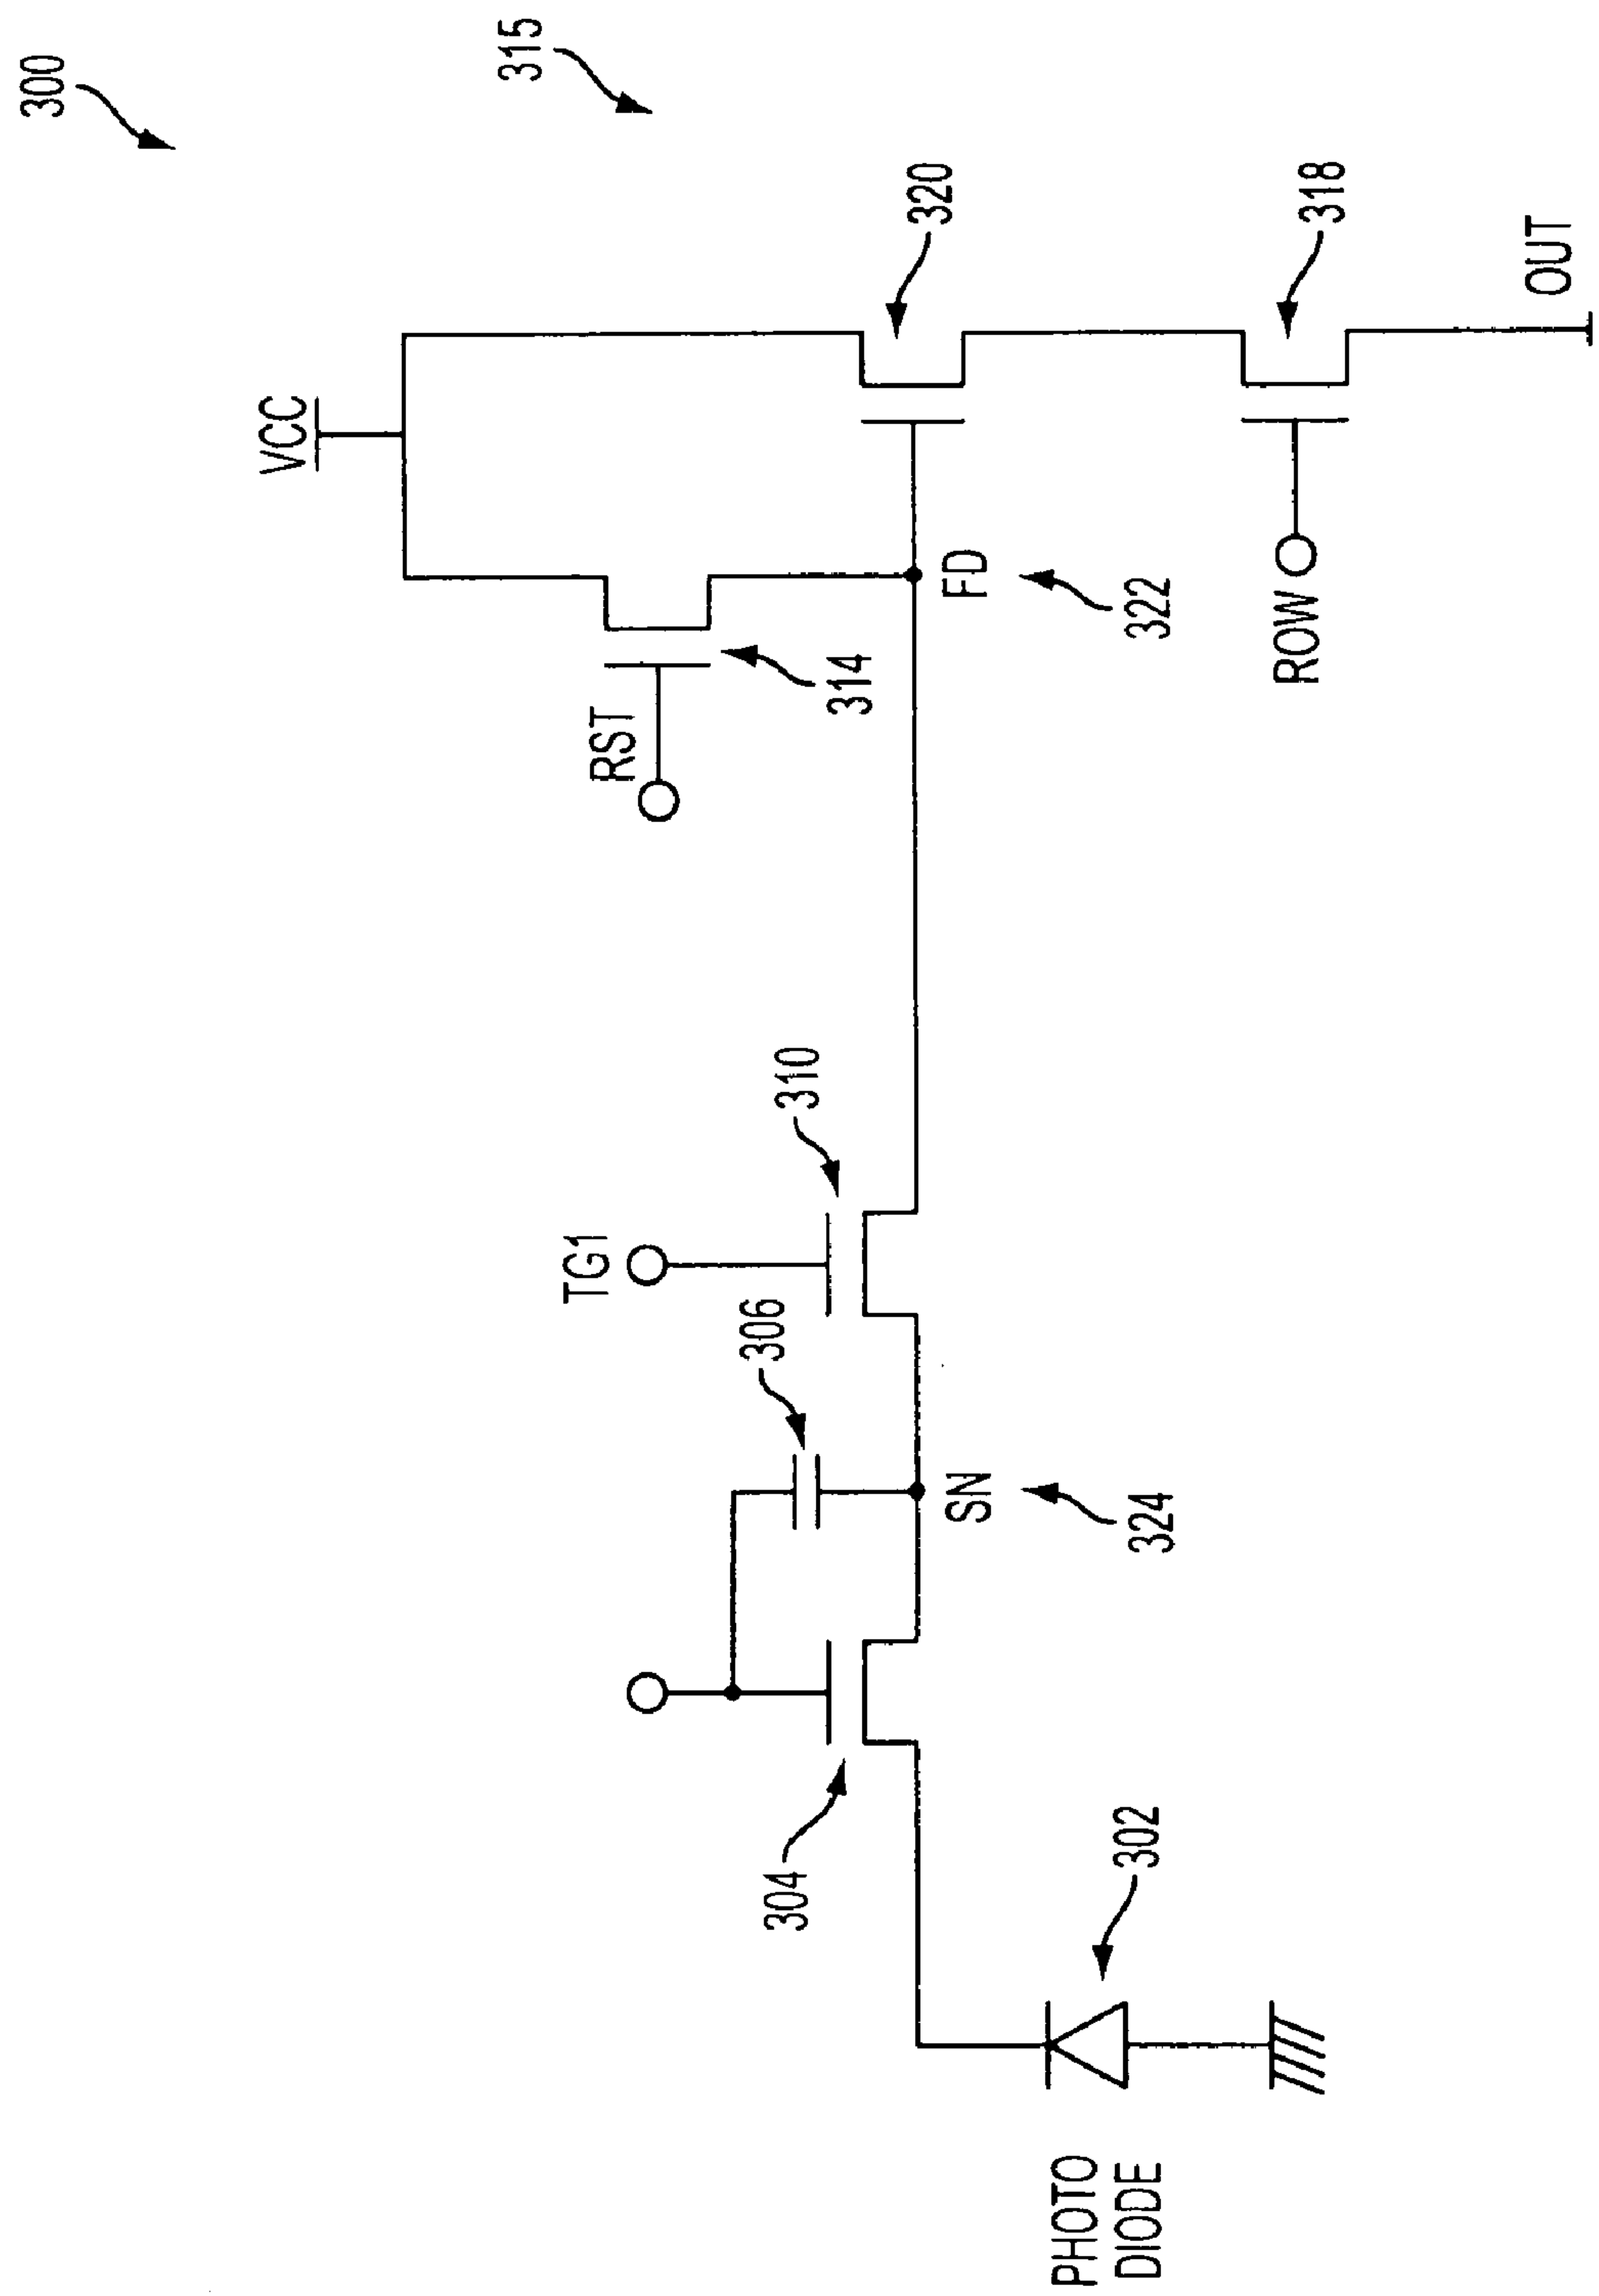 300
315
VCC
RST
314
320
FD
322
ROW
318
OUT
TG1
310
306
SN
324
304
302
PHOTO
DIODE